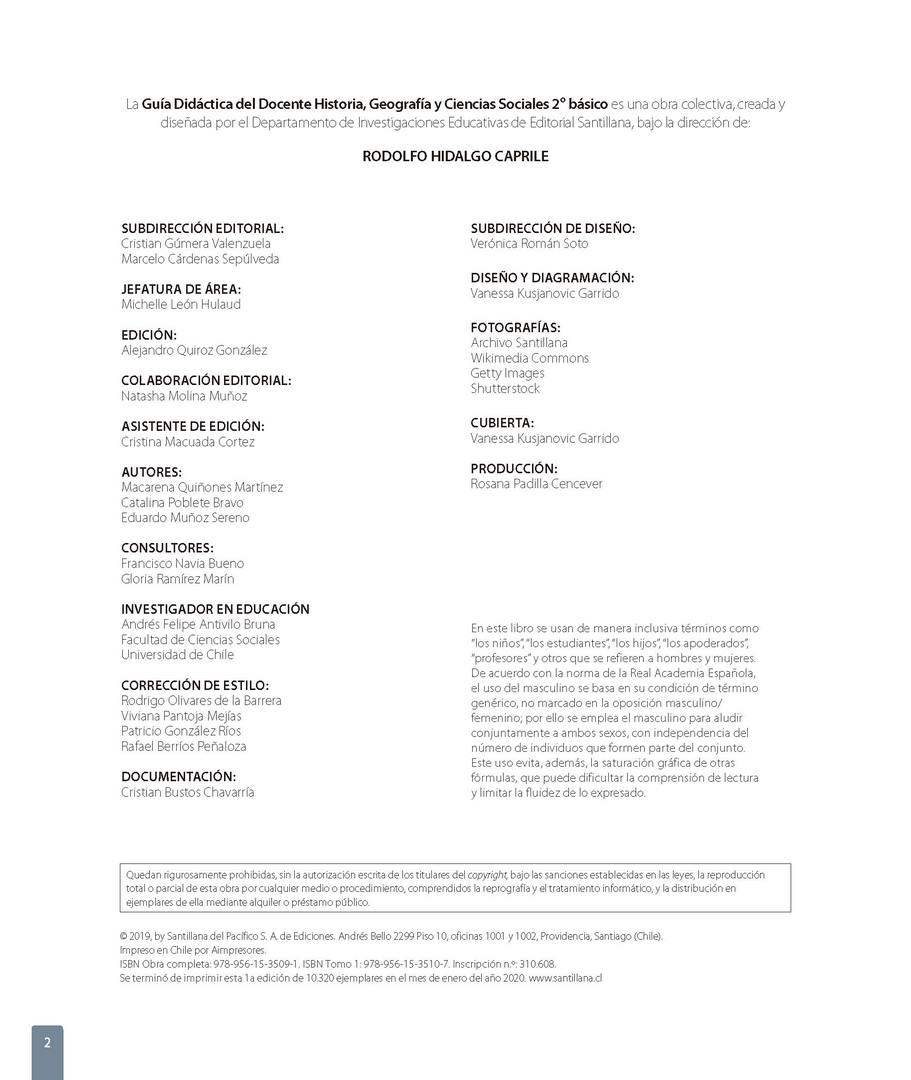 La Guía Didáctica del Docente Historia, Geografía y Ciencias Sociales 2° básico es una obra colectiva, creada y
diseñada por el Departamento de Investigaciones Educativas de Editorial Santillana, bajo la dirección de:
RODOLFO HIDALGO CAPRILE
SUBDIRECCIÓN EDITORIAL:
Cristian Gúmera Valenzuela
Marcelo Cárdenas Sepúlveda
JEFATURA DE ÁREA:
Michelle León Hulaud
EDICIÓN:
Alejandro Quiroz González
COLABORACIÓN EDITORIAL:
Natasha Molina Muñoz
ASISTENTE DE EDICIÓN:
Cristina Macuada Cortez
AUTORES:
Macarena Quiñones Martínez
Catalina Poblete Bravo
Eduardo Muñoz Sereno
CONSULTORES:
Francisco Navia Bueno
Gloria Ramírez Marín
INVESTIGADOR EN EDUCACIÓN
Andrés Felipe Antivilo Bruna
Facultad de Ciencias Sociales
Universidad de Chile
CORRECCIÓN DE ESTILO:
Rodrigo Olivares de la Barrera
Viviana Pantoja Mejías
Patricio González Ríos
Rafael Berríos Peñaloza
DOCUMENTACIÓN:
Cristian Bustos Chavarría
SUBDIRECCIÓN DE DISEÑO:
Verónica Román Soto
DISEÑO Y DIAGRAMACIÓN:
Vanessa Kusjanovic Garrido
FOTOGRAFÍAS:
Archivo Santillana
Wikimedia Commons
Getty Images
Shutterstock
CUBIERTA:
Vanessa Kusjanovic Garrido
PRODUCCIÓN:
Rosana Padilla Cencever
En este libro se usan de manera inclusiva términos como
“los niños”, “los estudiantes”, “los hijos”, “los apoderados”,
“profesores” y otros que se refieren a hombres y mujeres.
De acuerdo con la norma de la Real Academia Española,
el uso del masculino se basa en su condición de término
genérico, no marcado en la oposición masculino/
femenino; por ello se emplea el masculino para aludir
conjuntamente a ambos sexos, con independencia del
número de individuos que formen parte del conjunto.
Este uso evita, además, la saturación gráfica de otras
fórmulas, que puede dificultar la comprensión de lectura
y limitar la fluidez de lo expresado.
Quedan rigurosamente prohibidas, sin la autorización escrita de los titulares del copyright, bajo las sanciones establecidas en las leyes, la reproducción
total o parcial de esta obra por cualquier medio o procedimiento, comprendidos la reprografía y el tratamiento informático, y la distribución en
ejemplares de ella mediante alquiler o préstamo público.
© 2019, by Santillana del Pacífico S. A. de Ediciones. Andrés Bello 2299 Piso 10, oficinas 1001 y 1002, Providencia, Santiago (Chile).
Impreso en Chile por Aimpresores.
ISBN Obra completa: 978-956-15-3509-1. ISBN Tomo 1: 978-956-15-3510-7. Inscripción n.º: 310.608.
Se terminó de imprimir esta 1a edición de 10.320 ejemplares en el mes de enero del año 2020. www.santillana.cl
2